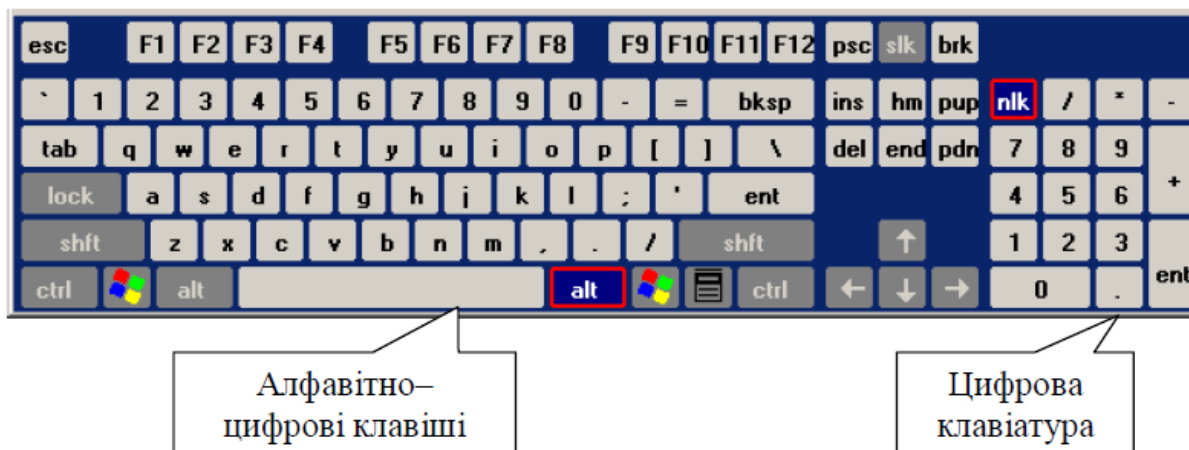 esc F1 F2 F3 F4 F5 F6 F7 F8 F9 F10 F11 F12 psc slk brk
` 1 2 3 4 5 6 7 8 9 0 - = bksp ins hm pup nlk / * -
tab q w e r t y u i o p [ ] \ del end pdn 7 8 9
lock a s d f g h j k l ; ' ent 4 5 6 +
shft z x c v b n m , . / shft ↑ 1 2 3
ctrl alt alt ctrl ← ↓ → 0 . ent
Алфавітно–
цифрові клавіші
Цифрова
клавіатура